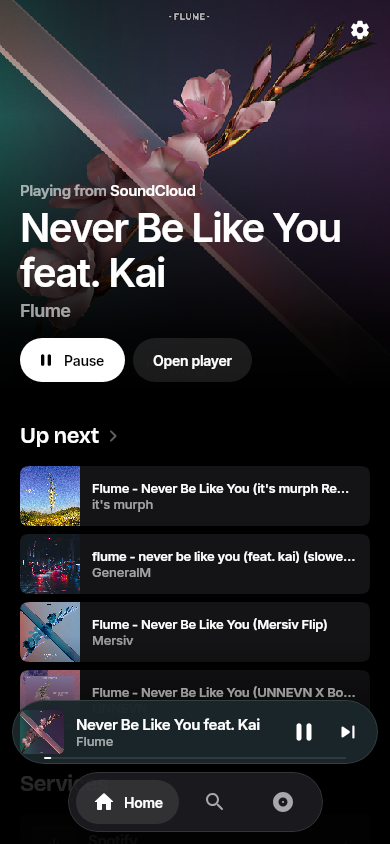 -FLUME-
Playing from SoundCloud
Never Be Like You
feat. Kai
Flume
Pause
Open player
Up next
Flume - Never Be Like You (it's murph Re...
it's murph
flume - never be like you (feat. kai) (slowe...
GeneralM
Flume - Never Be Like You (Mersiv Flip)
Mersiv
Flume - Never Be Like You (UNNEVN X Bo...
UNNEVN
Never Be Like You feat. Kai
Flume
Services
Home
Spotify